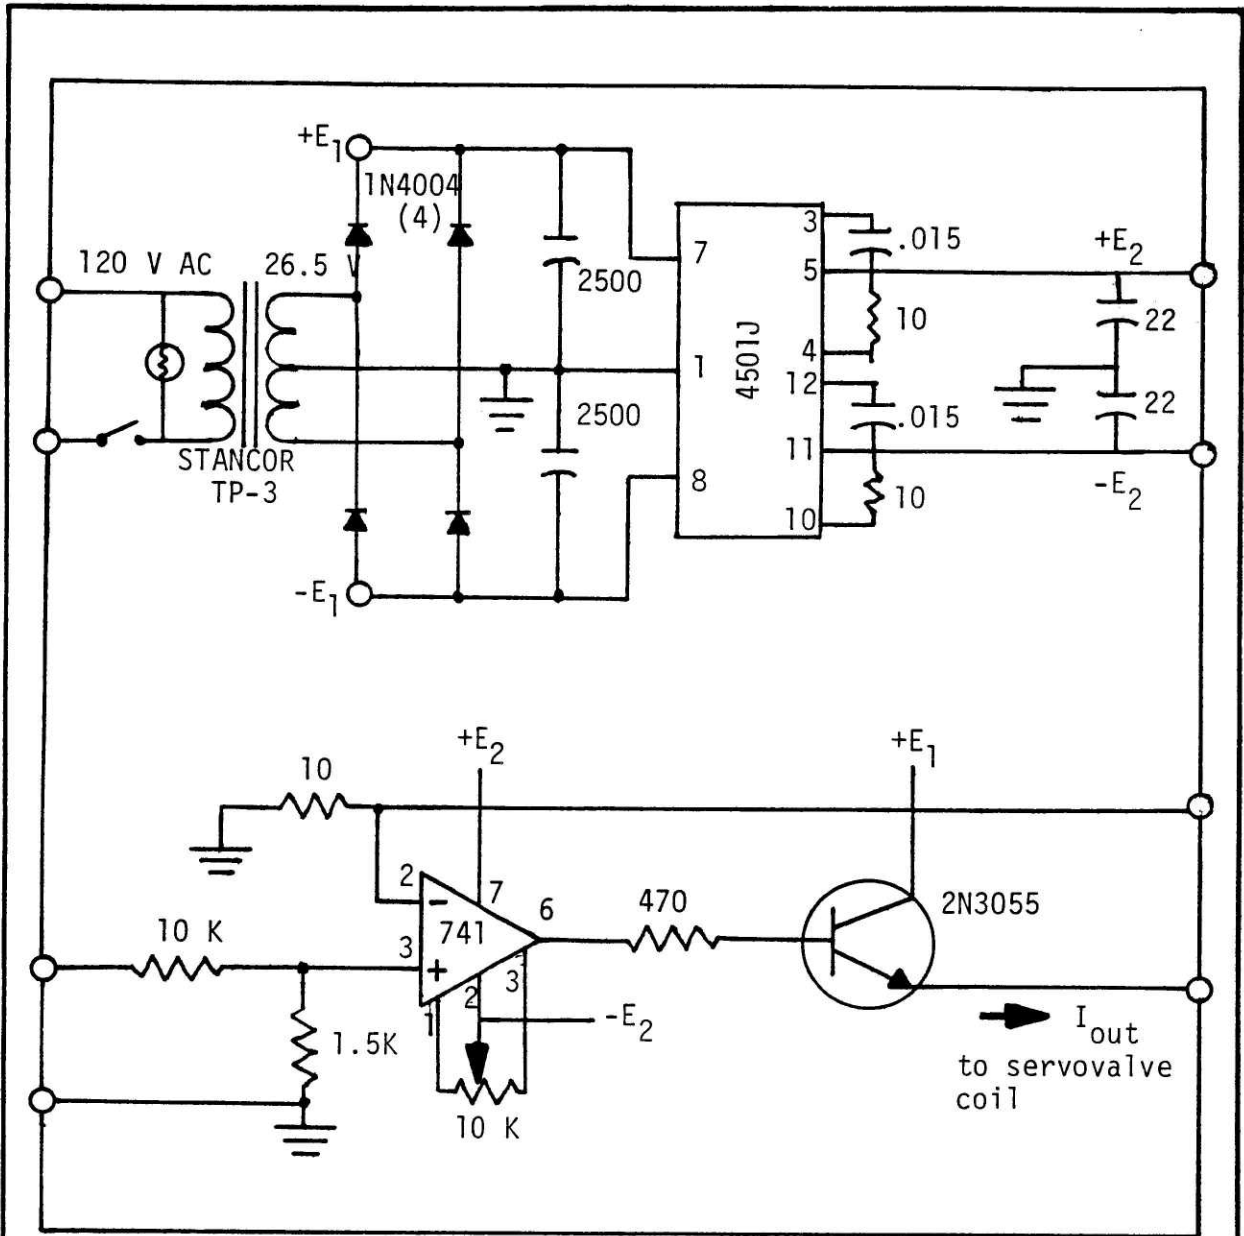 +E1
1N4004
(4)
120 V AC
26.5 V
2500
2500
STANCOR
TP-3
-E1
7
1
8
4501J
3
5
4
12
11
10
.015
10
.015
10
+E2
22
22
-E2
+E2
+E1
10
2
7
6
470
2N3055
10 K
3
741
-
+
1
2
3
-E2
1.5K
10 K
Iout
to servovalve
coil